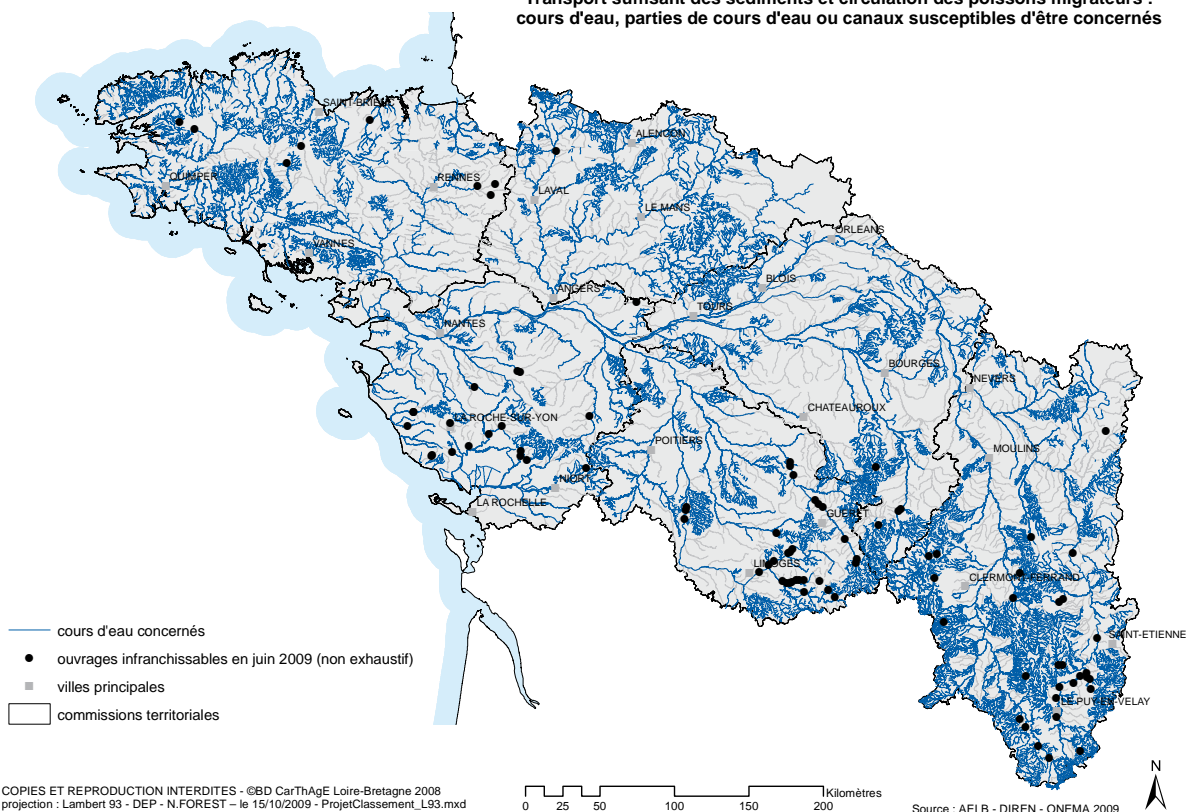 Transport suffisant des sédiments et circulation des poissons migrateurs :
cours d'eau, parties de cours d'eau ou canaux susceptibles d'être concernés
SAINT-BRIEUC
ALENCON
QUIMPER
RENNES
LAVAL
LE MANS
ORLEANS
VANNES
ANGERS
BLOIS
TOURS
NANTES
BOURGES
NEVERS
CHATEAUROUX
LA ROCHE-SUR-YON
POITIERS
MOULINS
NIORT
LA ROCHELLE
GUERET
LIMOGES
CLERMONT-FERRAND
SAINT-ETIENNE
LE-PUY-EN-VELAY
cours d'eau concernés
ouvrages infranchissables en juin 2009 (non exhaustif)
villes principales
commissions territoriales
COPIES ET REPRODUCTION INTERDITES - ©BD CarThAgE Loire-Bretagne 2008
projection : Lambert 93 - DEP - N.FOREST – le 15/10/2009 - ProjetClassement_L93.mxd
Kilomètres
0 25 50 100 150 200
N
Source : AELB - DIREN - ONEMA 2009